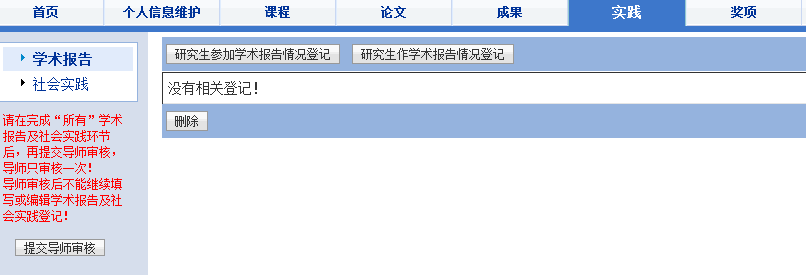 首页 个人信息维护 课程 论文 成果 实践 奖项
学术报告
社会实践
请在完成“所有”学术
报告及社会实践环节
后，再提交导师审核，
导师只审核一次！
导师审核后不能继续填
写或编辑学术报告及社
会实践登记！
提交导师审核
研究生参加学术报告情况登记 研究生作学术报告情况登记
没有相关登记！
删除